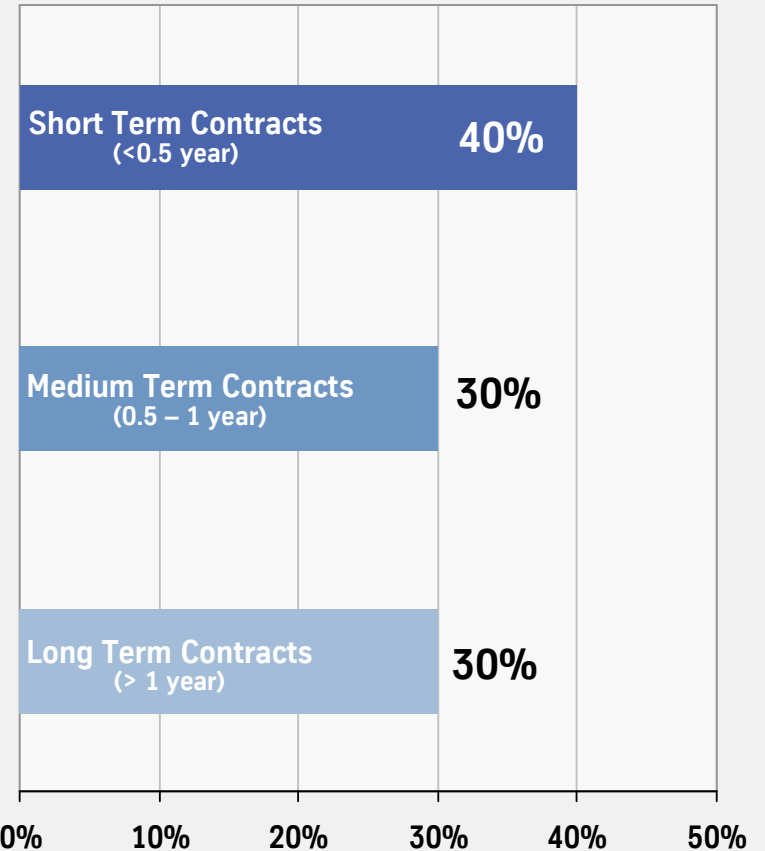 Short Term Contracts
(<0.5 year)
40%
Medium Term Contracts
(0.5 – 1 year)
30%
Long Term Contracts
(> 1 year)
30%
0% 10% 20% 30% 40% 50%